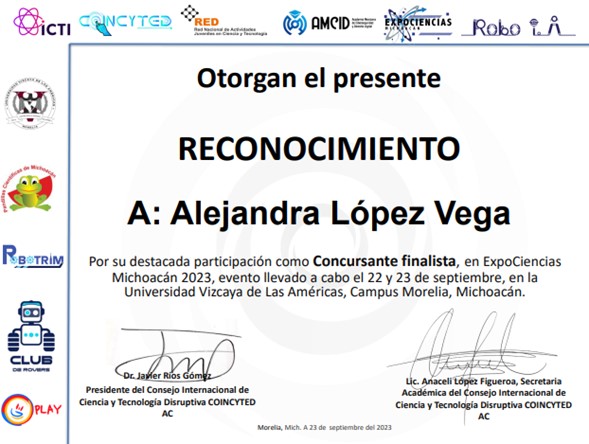 iCTI
COINCYTED
RED
Red Nacional de Actividades
Juveniles en Ciencia y Tecnología
AMCID
EXPOCIENCIAS
Robo
Otorgan el presente
RECONOCIMIENTO
A: Alejandra López Vega
Por su destacada participación como Concursante finalista, en ExpoCiencias
Michoacán 2023, evento llevado a cabo el 22 y 23 de septiembre, en la
Universidad Vizcaya de Las Américas, Campus Morelia, Michoacán.
Pandillas Científicas de Michoacán
ROBOTRIM
CLUB
DE ROVERS
PLAY
Dr. Javier Ríos Gómez
Presidente del Consejo Internacional de
Ciencia y Tecnología Disruptiva COINCYTED
AC
Lic. Anaceli López Figueroa, Secretaria
Académica del Consejo Internacional de
Ciencia y Tecnología Disruptiva COINCYTED
AC
Morelia, Mich. A 23 de septiembre del 2023